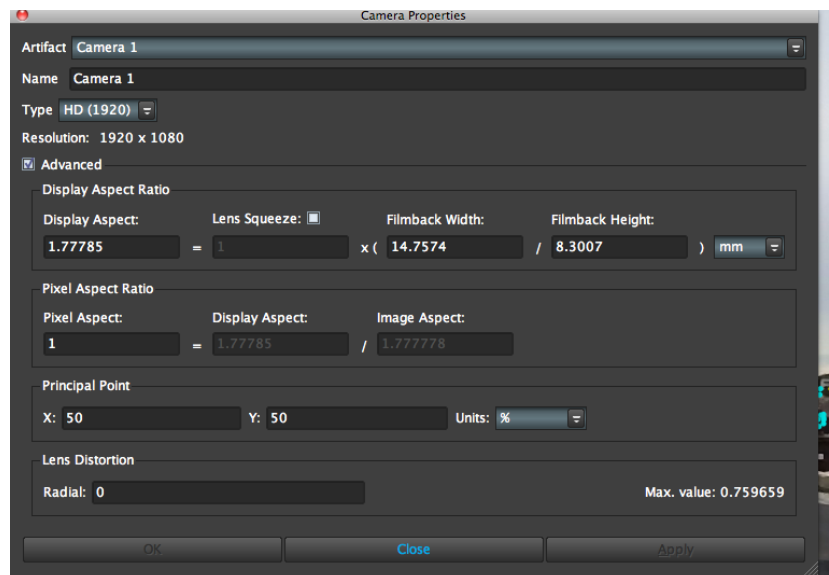 Camera Properties
Artifact Camera 1
Name Camera 1
Type HD (1920)
Resolution: 1920 x 1080
Advanced
Display Aspect Ratio
Display Aspect: Lens Squeeze: Filmback Width: Filmback Height:
1.77785 = 1 x ( 14.7574 / 8.3007 ) mm
Pixel Aspect Ratio
Pixel Aspect: Display Aspect: Image Aspect:
1 = 1.77785 / 1.777778
Principal Point
X: 50 Y: 50 Units: %
Lens Distortion
Radial: 0 Max. value: 0.759659
OK Close Apply